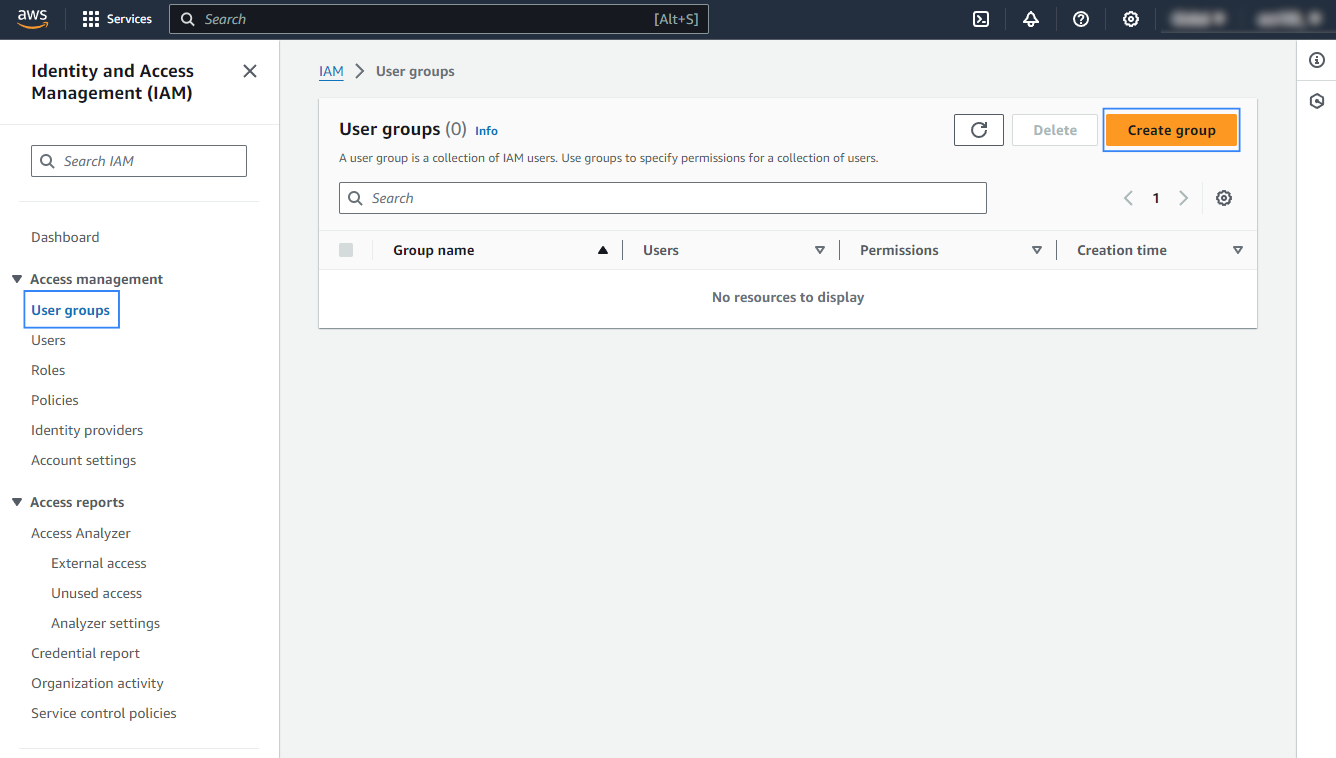 aws
Services
Search
[Alt+S]
Identity and Access
Management (IAM)
Search IAM
Dashboard
Access management
User groups
Users
Roles
Policies
Identity providers
Account settings
Access reports
Access Analyzer
External access
Unused access
Analyzer settings
Credential report
Organization activity
Service control policies
IAM
User groups
User groups (0) Info
Delete
Create group
A user group is a collection of IAM users. Use groups to specify permissions for a collection of users.
Search
1
Group name
Users
Permissions
Creation time
No resources to display